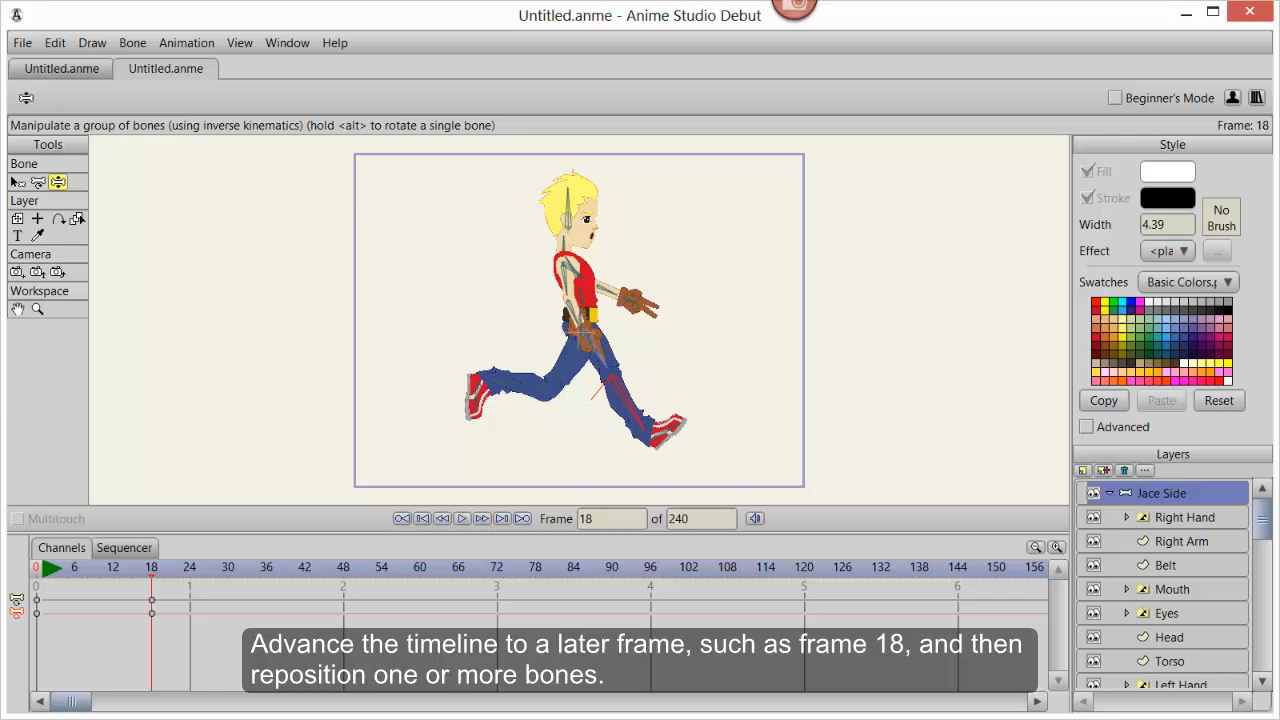 Untitled.anme - Anime Studio Debut
File Edit Draw Bone Animation View Window Help
Untitled.anme Untitled.anme
Beginner's Mode
Manipulate a group of bones (using inverse kinematics) (hold <alt> to rotate a single bone) Frame: 18
Tools
Bone
Layer
Camera
Workspace
Style
Fill
Stroke
Width 4.39
No
Brush
Effect <pla ...
Swatches Basic Colors.p
Copy Paste Reset
Advanced
Layers
Jace Side
Right Hand
Right Arm
Belt
Mouth
Eyes
Head
Torso
Left Hand
Multitouch
Frame 18 of 240
Channels Sequencer
0 6 12 18 24 30 36 42 48 54 60 66 72 78 84 90 96 102 108 114 120 126 132 138 144 150 156
0 1 2 3 4 5 6
Advance the timeline to a later frame, such as frame 18, and then
reposition one or more bones.